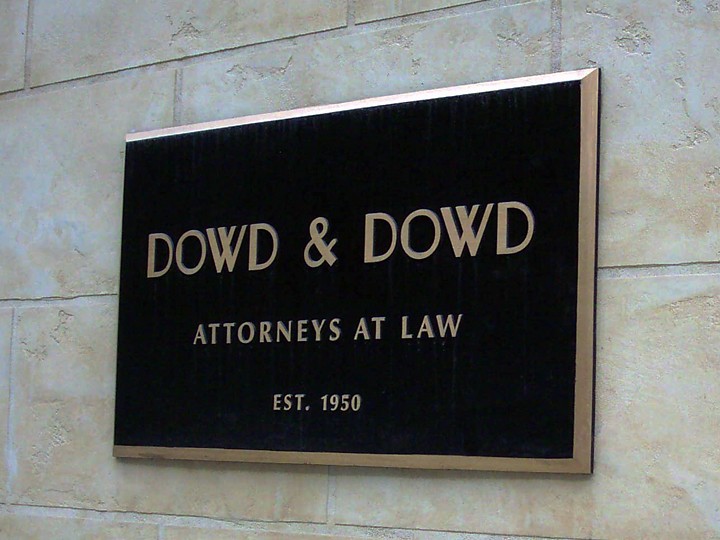 DOWD & DOWD
ATTORNEYS AT LAW
EST. 1950